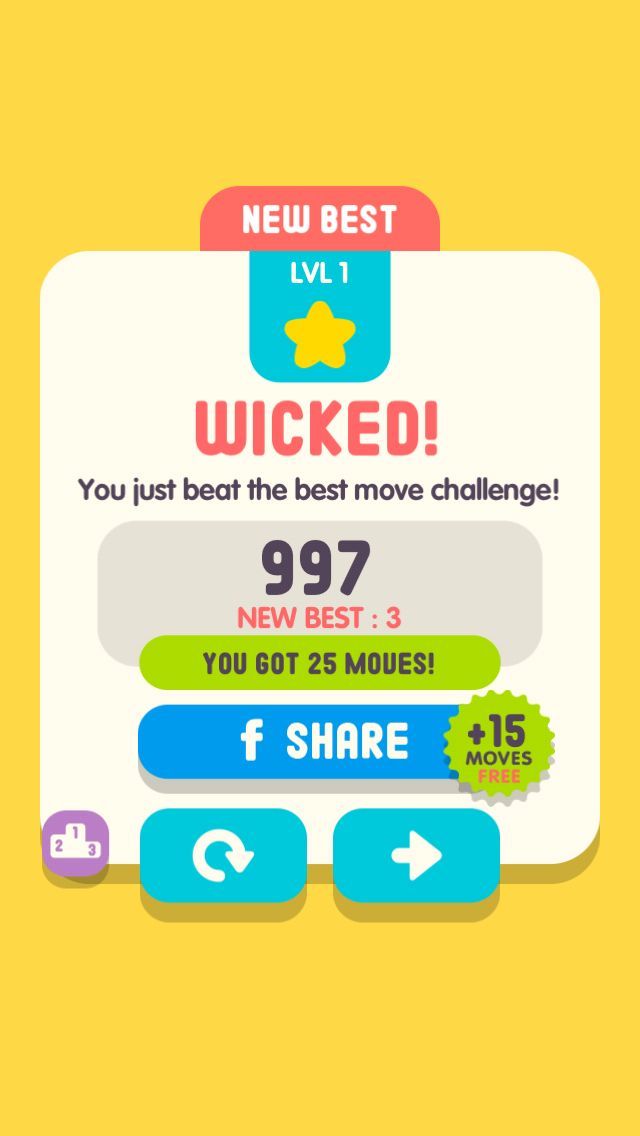 NEW BEST
LVL 1
WICKED!
You just beat the best move challenge!
997
NEW BEST : 3
YOU GOT 25 MOVES!
f SHARE
+15
MOVES
FREE
1
2 3